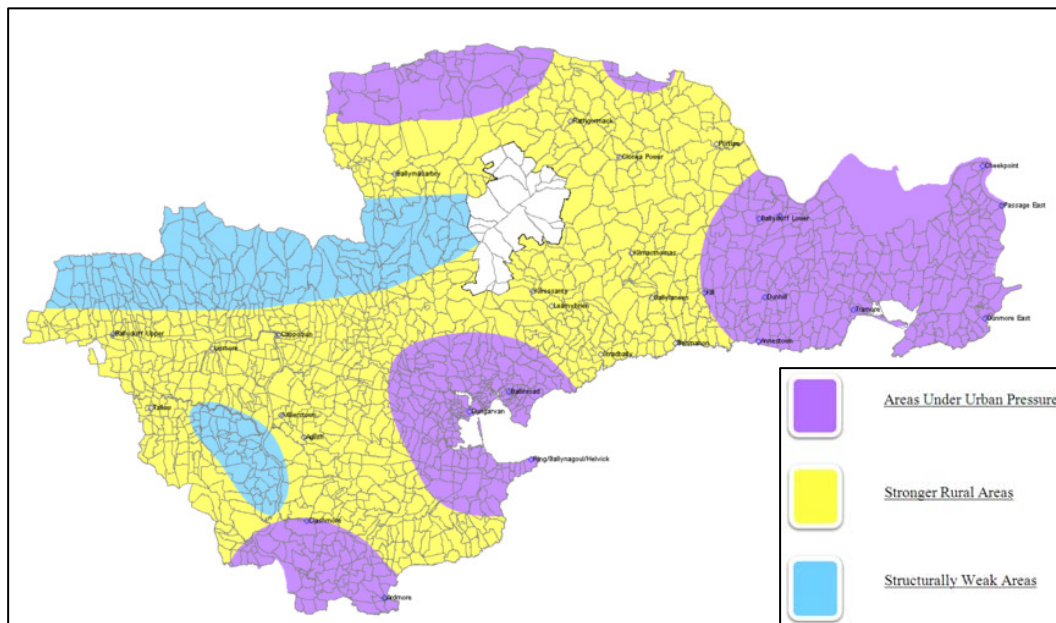 Rathgormack
Clonea Power
Portlaw
Cheekpoint
Ballymacarbry
Passage East
Ballyduff Lower
Kilmacthomas
Kilrossanty
Ballylaneen
Kill
Dunhill
Lemybrien
Tramore
Dunmore East
Ballyduff Upper
Cappoquin
Lismore
Stradbally
Bunmahon
Annestown
Ballinroad
Tallow
Millerstown
Dungarvan
Aglish
Ring/Ballynagoul/Helvick
Clashmore
Ardmore
Areas Under Urban Pressure
Stronger Rural Areas
Structurally Weak Areas